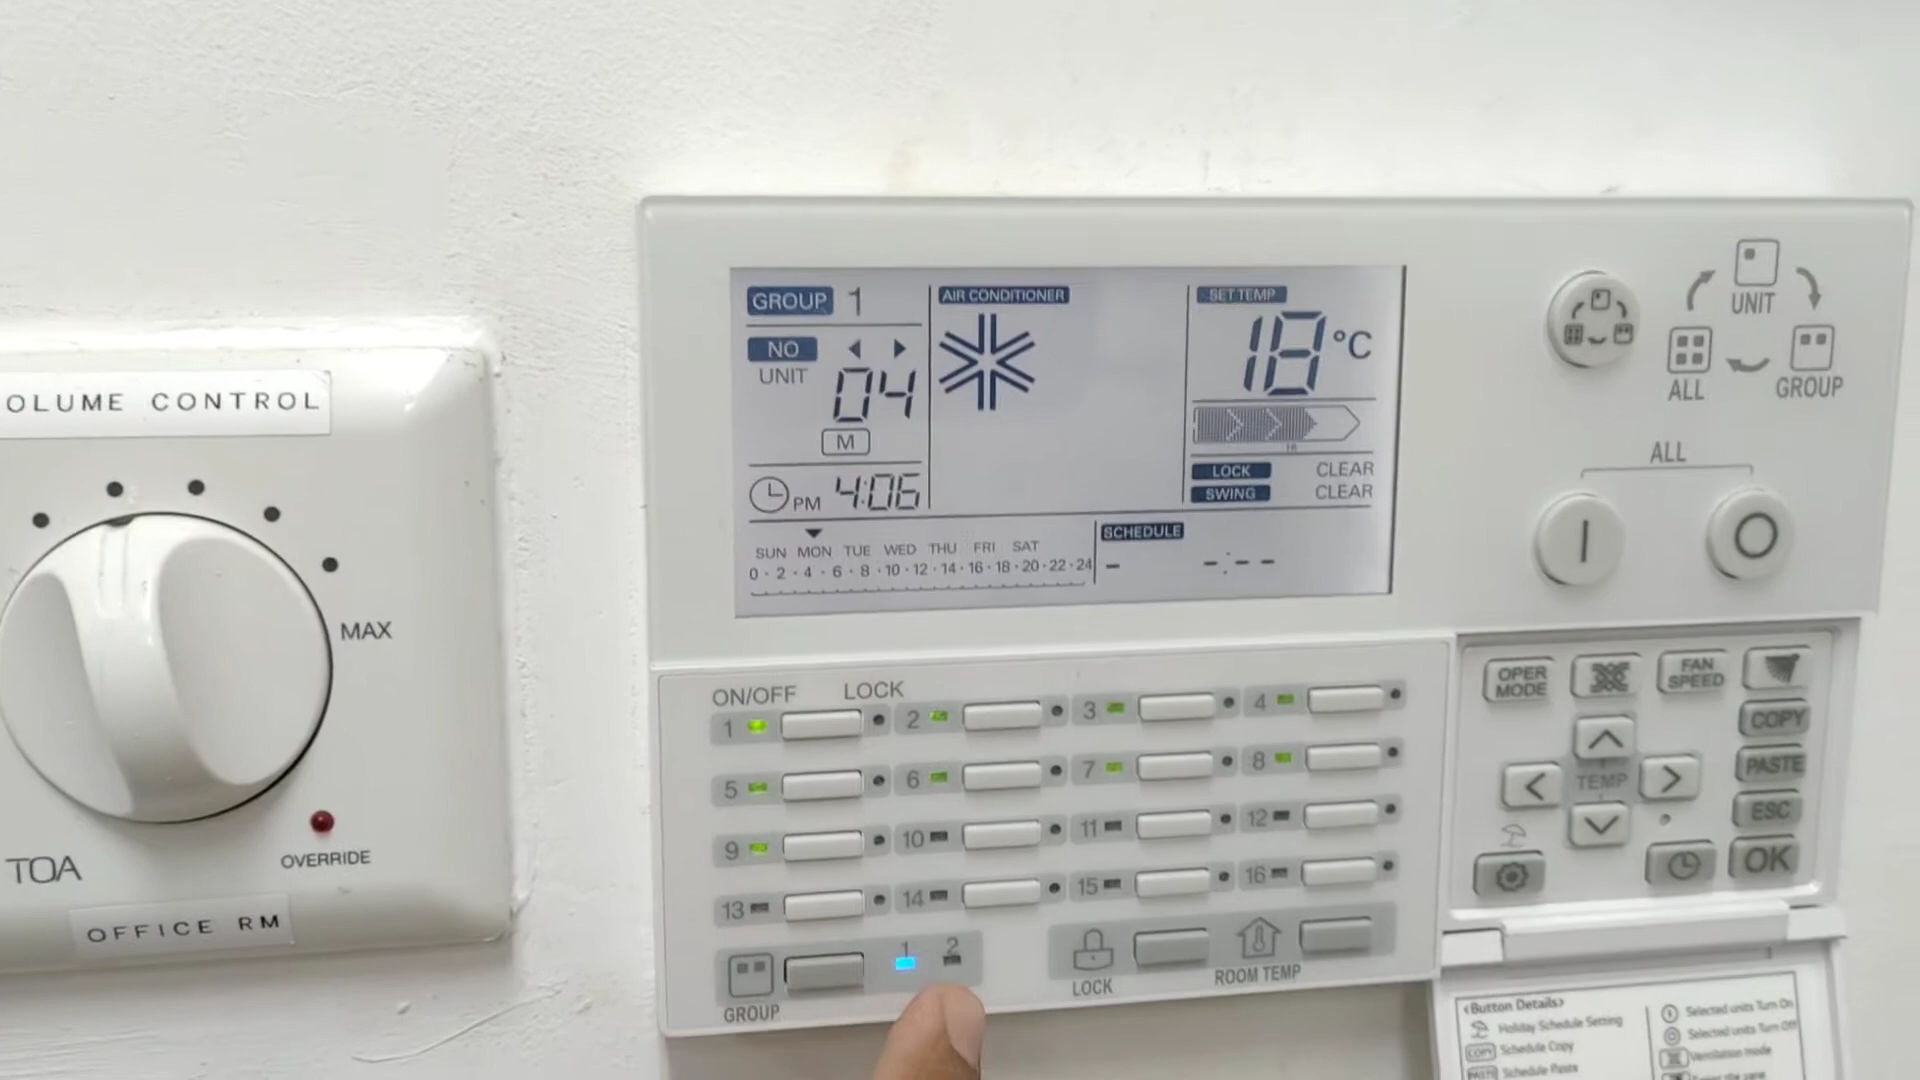 OLUME CONTROL
MAX
OVERRIDE
TOA
OFFICE RM
GROUP 1
NO
UNIT
04
M
PM 4:06
AIR CONDITIONER
SET TEMP
18 °C
LOCK CLEAR
SWING CLEAR
SUN MON TUE WED THU FRI SAT
0 · 2 · 4 · 6 · 8 · 10 · 12 · 14 · 16 · 18 · 20 · 22 · 24
SCHEDULE
- -:--
UNIT
ALL GROUP
ALL
I O
ON/OFF LOCK
1 2 3 4
5 6 7 8
9 10 11 12
13 14 15 16
1 2
GROUP
LOCK
ROOM TEMP
OPER MODE
FAN SPEED
COPY
TEMP
PASTE
ESC
OK
<Button Details>
Holiday Schedule Setting
COPY Schedule Copy
PASTE Schedule Paste
Selected units Turn On
Selected units Turn Off
Ventilation mode